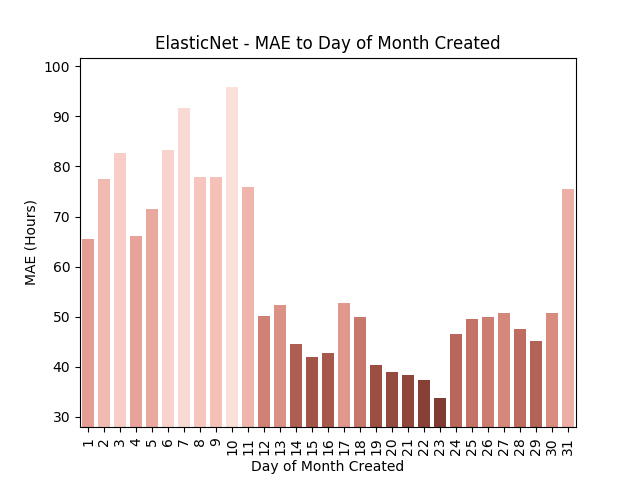 ElasticNet - MAE to Day of Month Created
100
90
80
70
60
50
40
30
MAE (Hours)
1 2 3 4 5 6 7 8 9 10 11 12 13 14 15 16 17 18 19 20 21 22 23 24 25 26 27 28 29 30 31
Day of Month Created